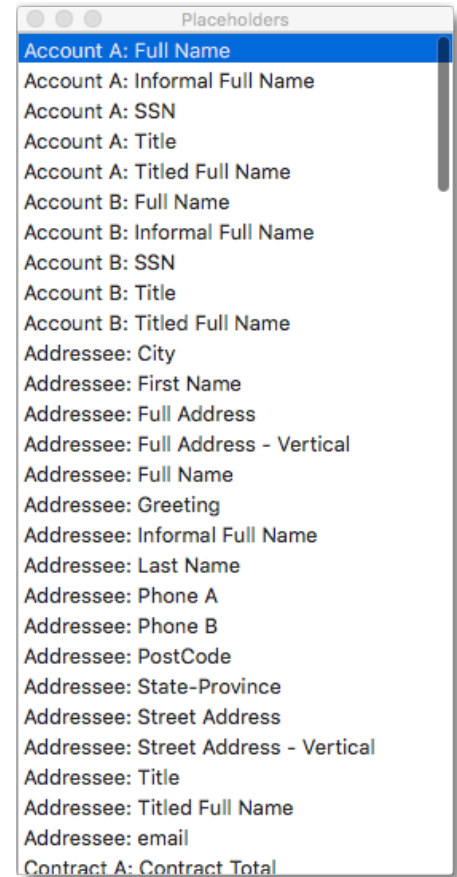 Placeholders
Account A: Full Name
Account A: Informal Full Name
Account A: SSN
Account A: Title
Account A: Titled Full Name
Account B: Full Name
Account B: Informal Full Name
Account B: SSN
Account B: Title
Account B: Titled Full Name
Addressee: City
Addressee: First Name
Addressee: Full Address
Addressee: Full Address - Vertical
Addressee: Full Name
Addressee: Greeting
Addressee: Informal Full Name
Addressee: Last Name
Addressee: Phone A
Addressee: Phone B
Addressee: PostCode
Addressee: State-Province
Addressee: Street Address
Addressee: Street Address - Vertical
Addressee: Title
Addressee: Titled Full Name
Addressee: email
Contract A: Contract Total